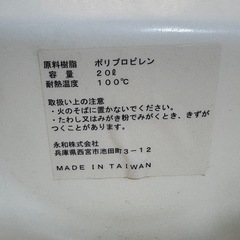 原料樹脂 ポリプロピレン
容量 20ℓ
耐熱温度 100℃
取扱い上の注意
・火のそばに置かないでください。
・たわし又はみがき粉でみがくとき、きずが
つくことがあります。
永和株式会社
兵庫県西宮市池田町3-12
MADE IN TAIWAN